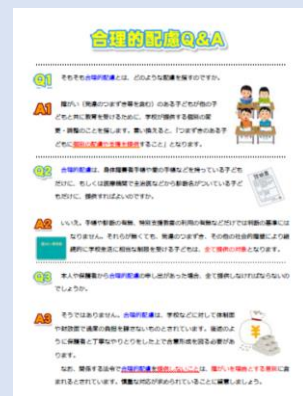 合理的配慮Q&A
Q1 そもそも合理的配慮とは、どのような配慮を指すのですか。
A1 障がい（発達のつまずき等を含む）のある子どもが他の子
どもと共に教育を受けるために、学校が提供する個別の変
更・調整のことを指します。言い換えると、「つまずきのある子
どもに個別の配慮や支援を提供すること」となります。
Q2 合理的配慮は、身体障害者手帳や愛の手帳などを持っている子ども
だけに、もしくは医療機関で主治医などから診断名がついている子ど
もだけに、提供すればよいのですか。
A2 いいえ。手帳や診断の有無、特別支援教室の利用の有無などだけでは判断の基準には
なりません。それらが無くても、発達のつまずき、その他の社会的障壁により継
続的に学校生活に相当な制限を受ける子どもは、全て提供の対象となります。
Q3 本人や保護者から合理的配慮の申し出があった場合、全て提供しなければならないの
でしょうか。
A3 そうではありません。合理的配慮は、学校などに対して体制面
や財政面で過度の負担を課さないものとされています。後述のよ
うに保護者と丁寧なやりとりをした上で合意形成を図る必要があ
ります。
なお、関係する法令で合理的配慮を提供しないことは、障がいを理由とする差別に含
まれるとされています。慎重な対応が求められていることに留意しましょう。